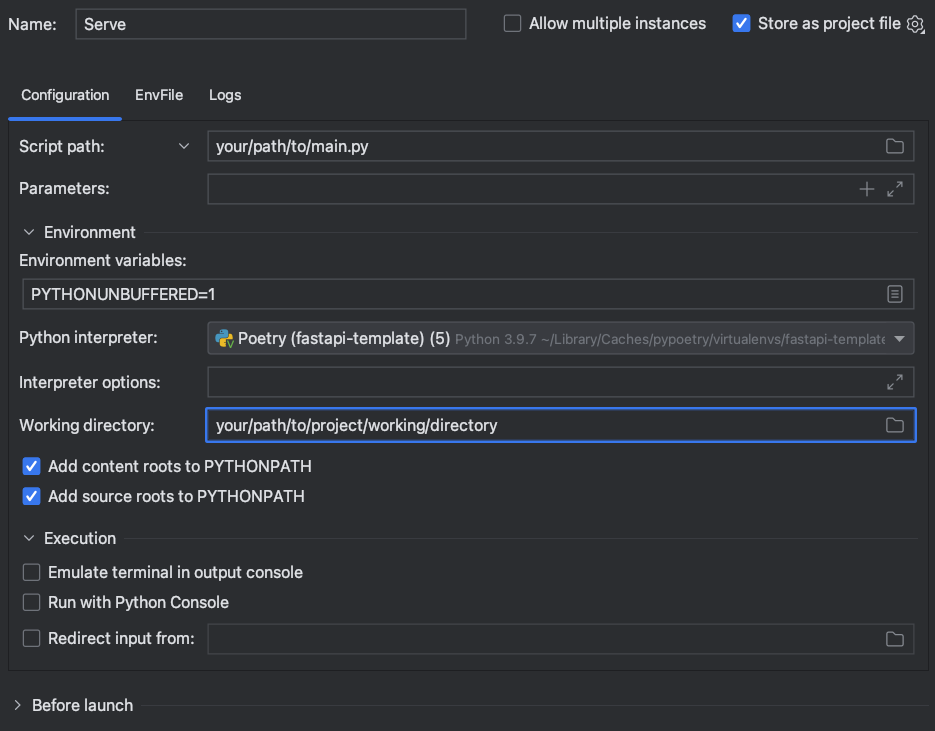 Name: Serve Allow multiple instances Store as project file
Configuration EnvFile Logs
Script path: your/path/to/main.py
Parameters:
Environment
Environment variables:
PYTHONUNBUFFERED=1
Python interpreter: Poetry (fastapi-template) (5) Python 3.9.7 ~/Library/Caches/pypoetry/virtualenvs/fastapi-template
Interpreter options:
Working directory: your/path/to/project/working/directory
Add content roots to PYTHONPATH
Add source roots to PYTHONPATH
Execution
Emulate terminal in output console
Run with Python Console
Redirect input from:
Before launch